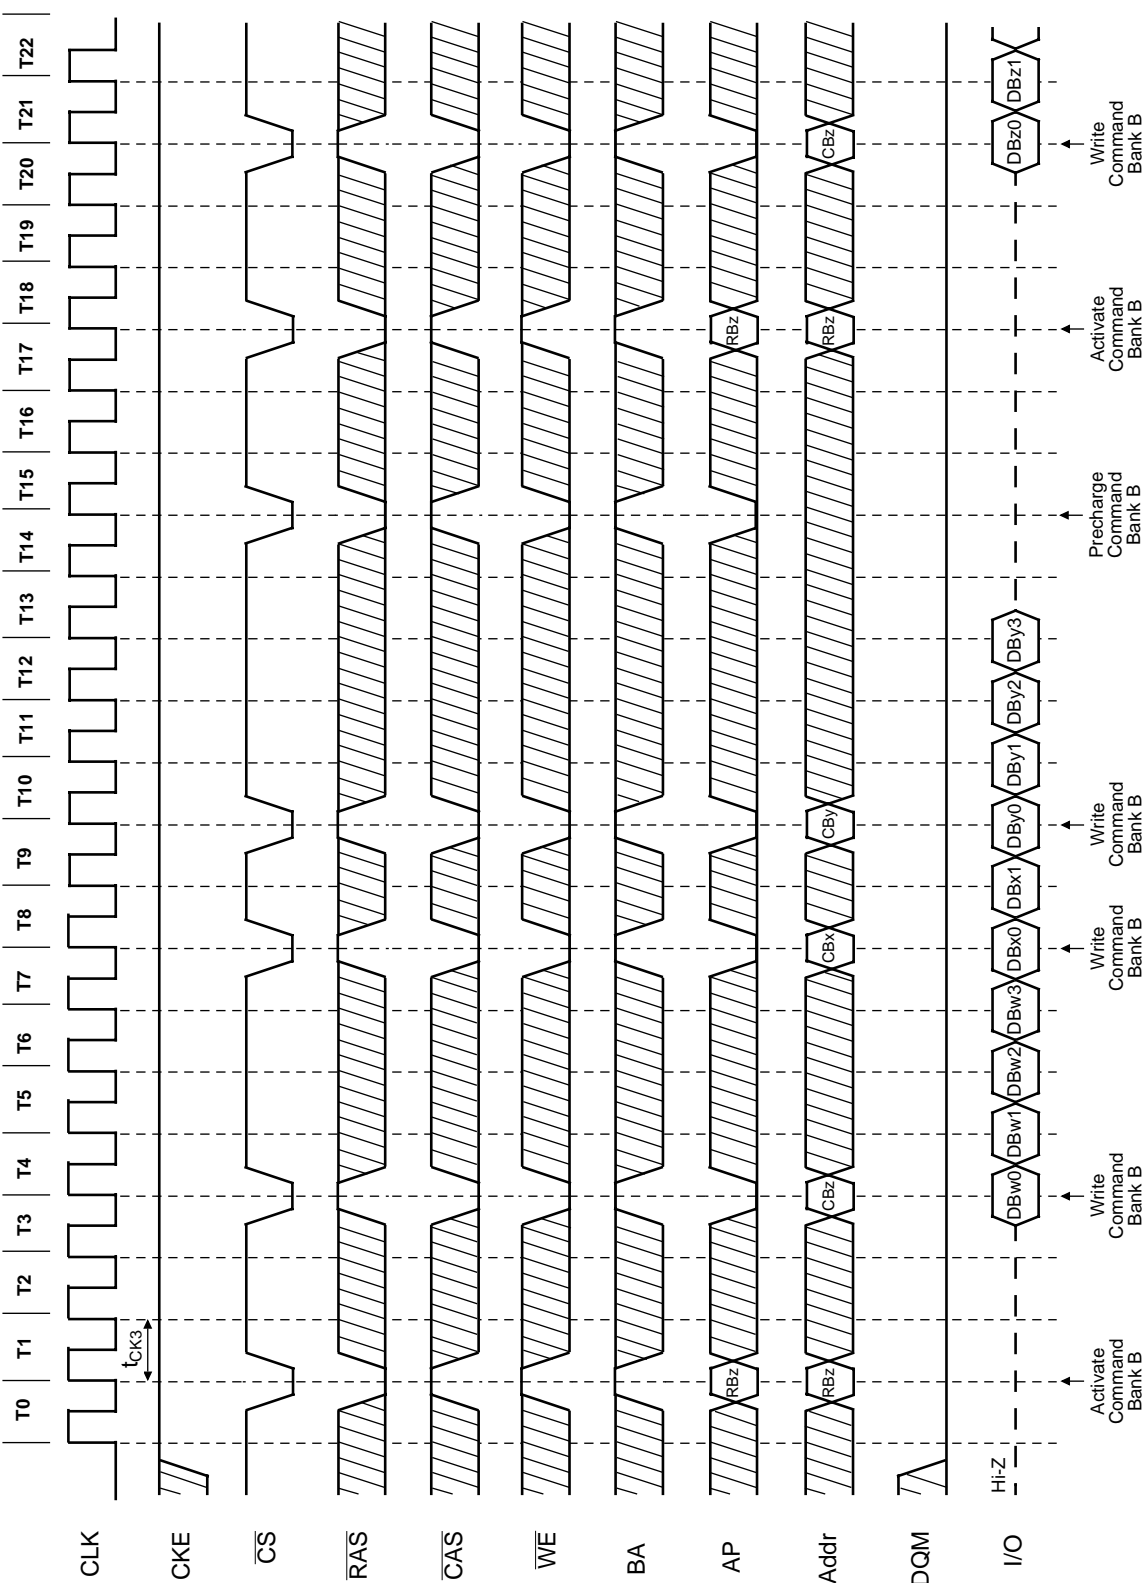 T0 T1 T2 T3 T4 T5 T6 T7 T8 T9 T10 T11 T12 T13 T14 T15 T16 T17 T18 T19 T20 T21 T22
CLK
tCK3
CKE
CS
RAS
CAS
WE
BA
AP
RBz RBz
Addr
RBz CBz CBx CBy RBz CBz
DQM
I/O
Hi-Z
DBw0 DBw1 DBw2 DBw3 DBx0 DBx1 DBy0 DBy1 DBy2 DBy3 DBz0 DBz1
Activate
Command
Bank B
Write
Command
Bank B
Write
Command
Bank B
Write
Command
Bank B
Precharge
Command
Bank B
Activate
Command
Bank B
Write
Command
Bank B